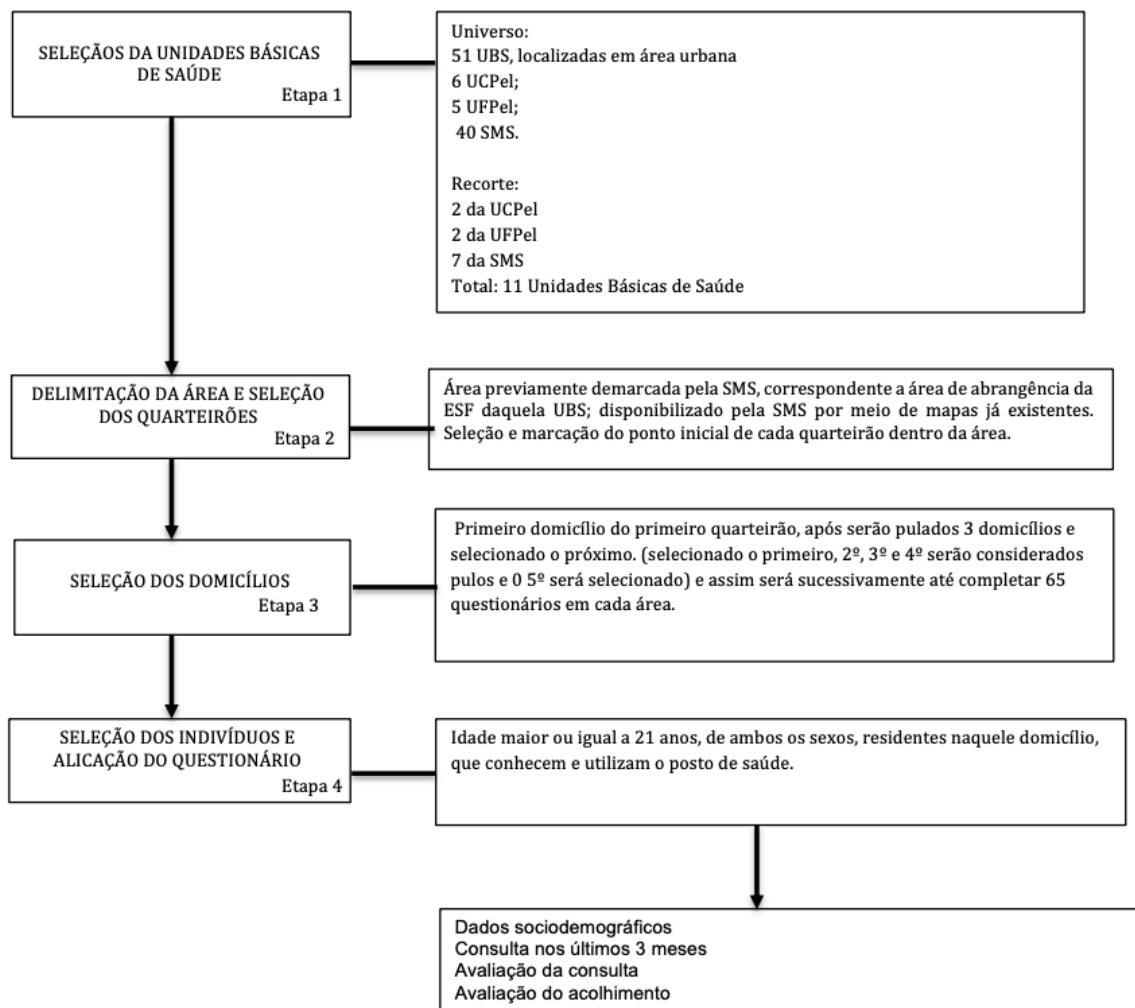 SELEÇÃOS DA UNIDADES BÁSICAS
DE SAÚDE
Etapa 1
Universo:
51 UBS, localizadas em área urbana
6 UCPel;
5 UFPel;
40 SMS.
Recorte:
2 da UCPel
2 da UFPel
7 da SMS
Total: 11 Unidades Básicas de Saúde
DELIMITAÇÃO DA ÁREA E SELEÇÃO
DOS QUARTEIRÕES
Etapa 2
Área previamente demarcada pela SMS, correspondente a área de abrangência da
ESF daquela UBS; disponibilizado pela SMS por meio de mapas já existentes.
Seleção e marcação do ponto inicial de cada quarteirão dentro da área.
SELEÇÃO DOS DOMICÍLIOS
Etapa 3
Primeiro domicílio do primeiro quarteirão, após serão pulados 3 domicílios e
selecionado o próximo. (selecionado o primeiro, 2º, 3º e 4º serão considerados
pulos e 0 5º será selecionado) e assim será sucessivamente até completar 65
questionários em cada área.
SELEÇÃO DOS INDIVÍDUOS E
ALICAÇÃO DO QUESTIONÁRIO
Etapa 4
Idade maior ou igual a 21 anos, de ambos os sexos, residentes naquele domicílio,
que conhecem e utilizam o posto de saúde.
Dados sociodemográficos
Consulta nos últimos 3 meses
Avaliação da consulta
Avaliação do acolhimento